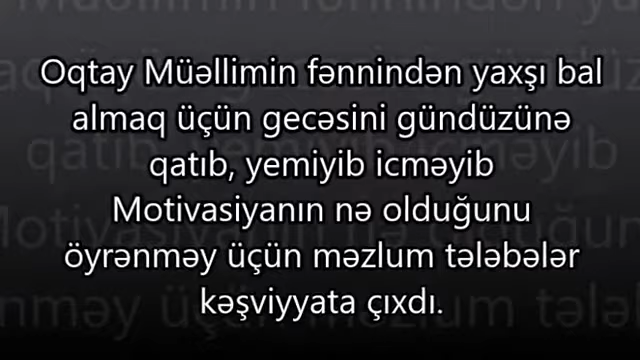 Oqtay Müəllimin fənnindən yaxşı bal
almaq üçün gecəsini gündüzünə
qatıb, yemiyib icməyib
Motivasiyanın nə olduğunu
öyrənməy üçün məzlum tələbələr
kəşviyyata çıxdı.